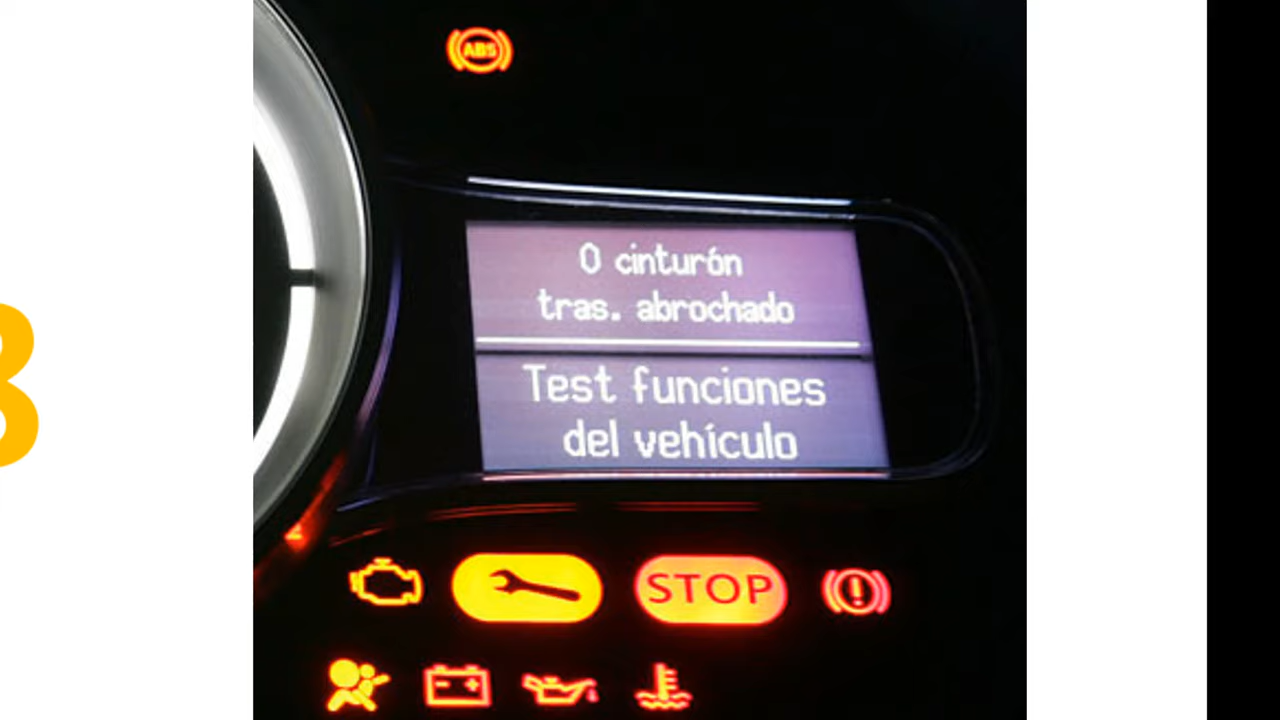 ABS
0 cinturón
tras. abrochado
Test funciones
del vehículo
STOP